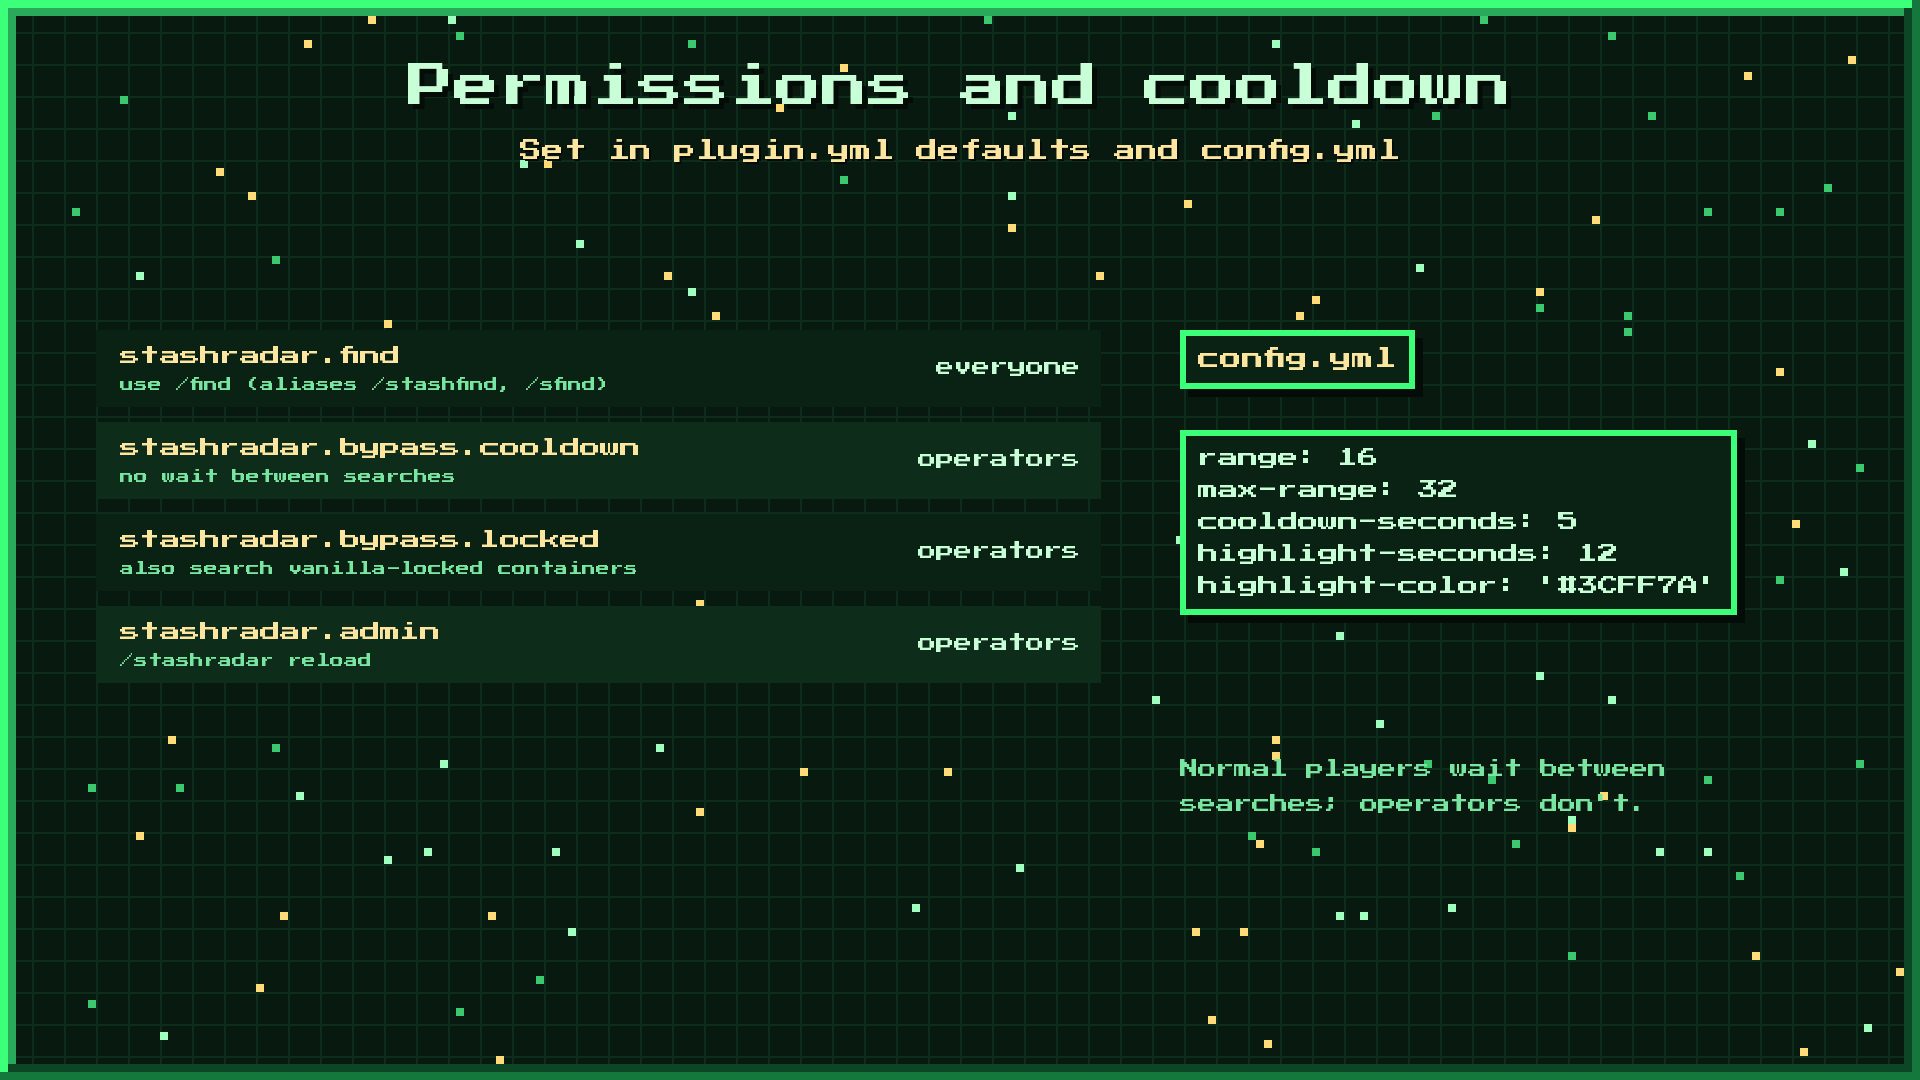 Permissions and cooldown
Set in plugin.yml defaults and config.yml
stashradar.find
use /find (aliases /stashfind, /sfind)
everyone
stashradar.bypass.cooldown
no wait between searches
operators
stashradar.bypass.locked
also search vanilla-locked containers
operators
stashradar.admin
/stashradar reload
operators
config.yml
range: 16
max-range: 32
cooldown-seconds: 5
highlight-seconds: 12
highlight-color: '#3CFF7A'
Normal players wait between
searches; operators don't.